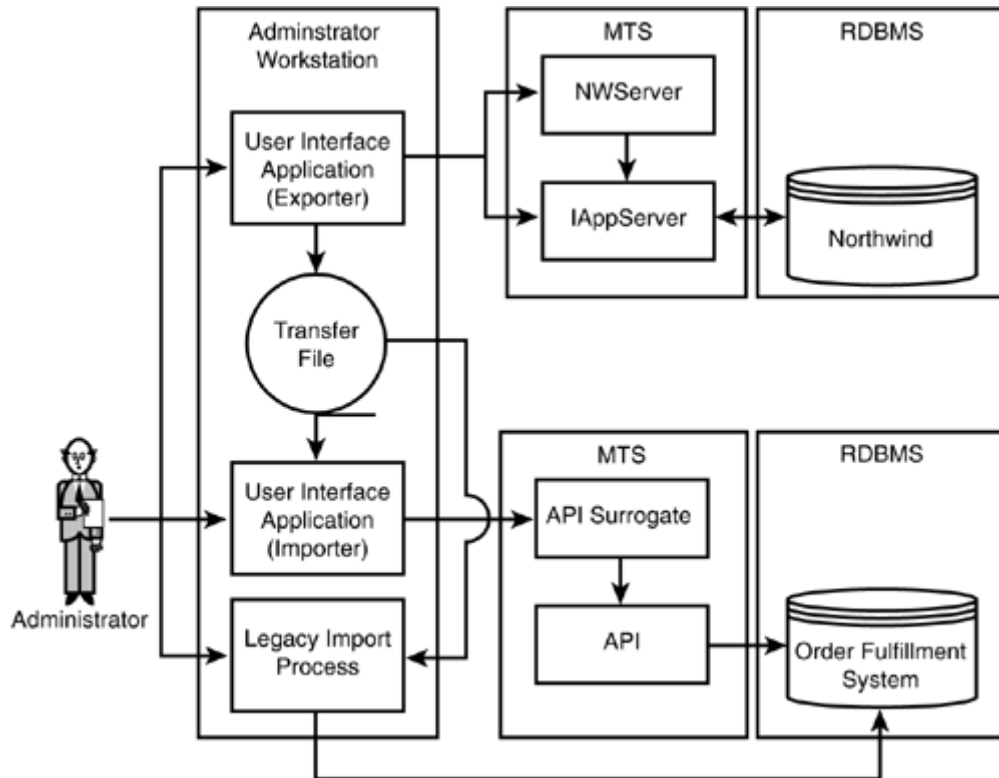 Adminstrator
Workstation
User Interface
Application
(Exporter)
Transfer
File
User Interface
Application
(Importer)
Legacy Import
Process
Administrator
MTS
NWServer
IAppServer
RDBMS
Northwind
MTS
API Surrogate
API
RDBMS
Order Fulfillment
System